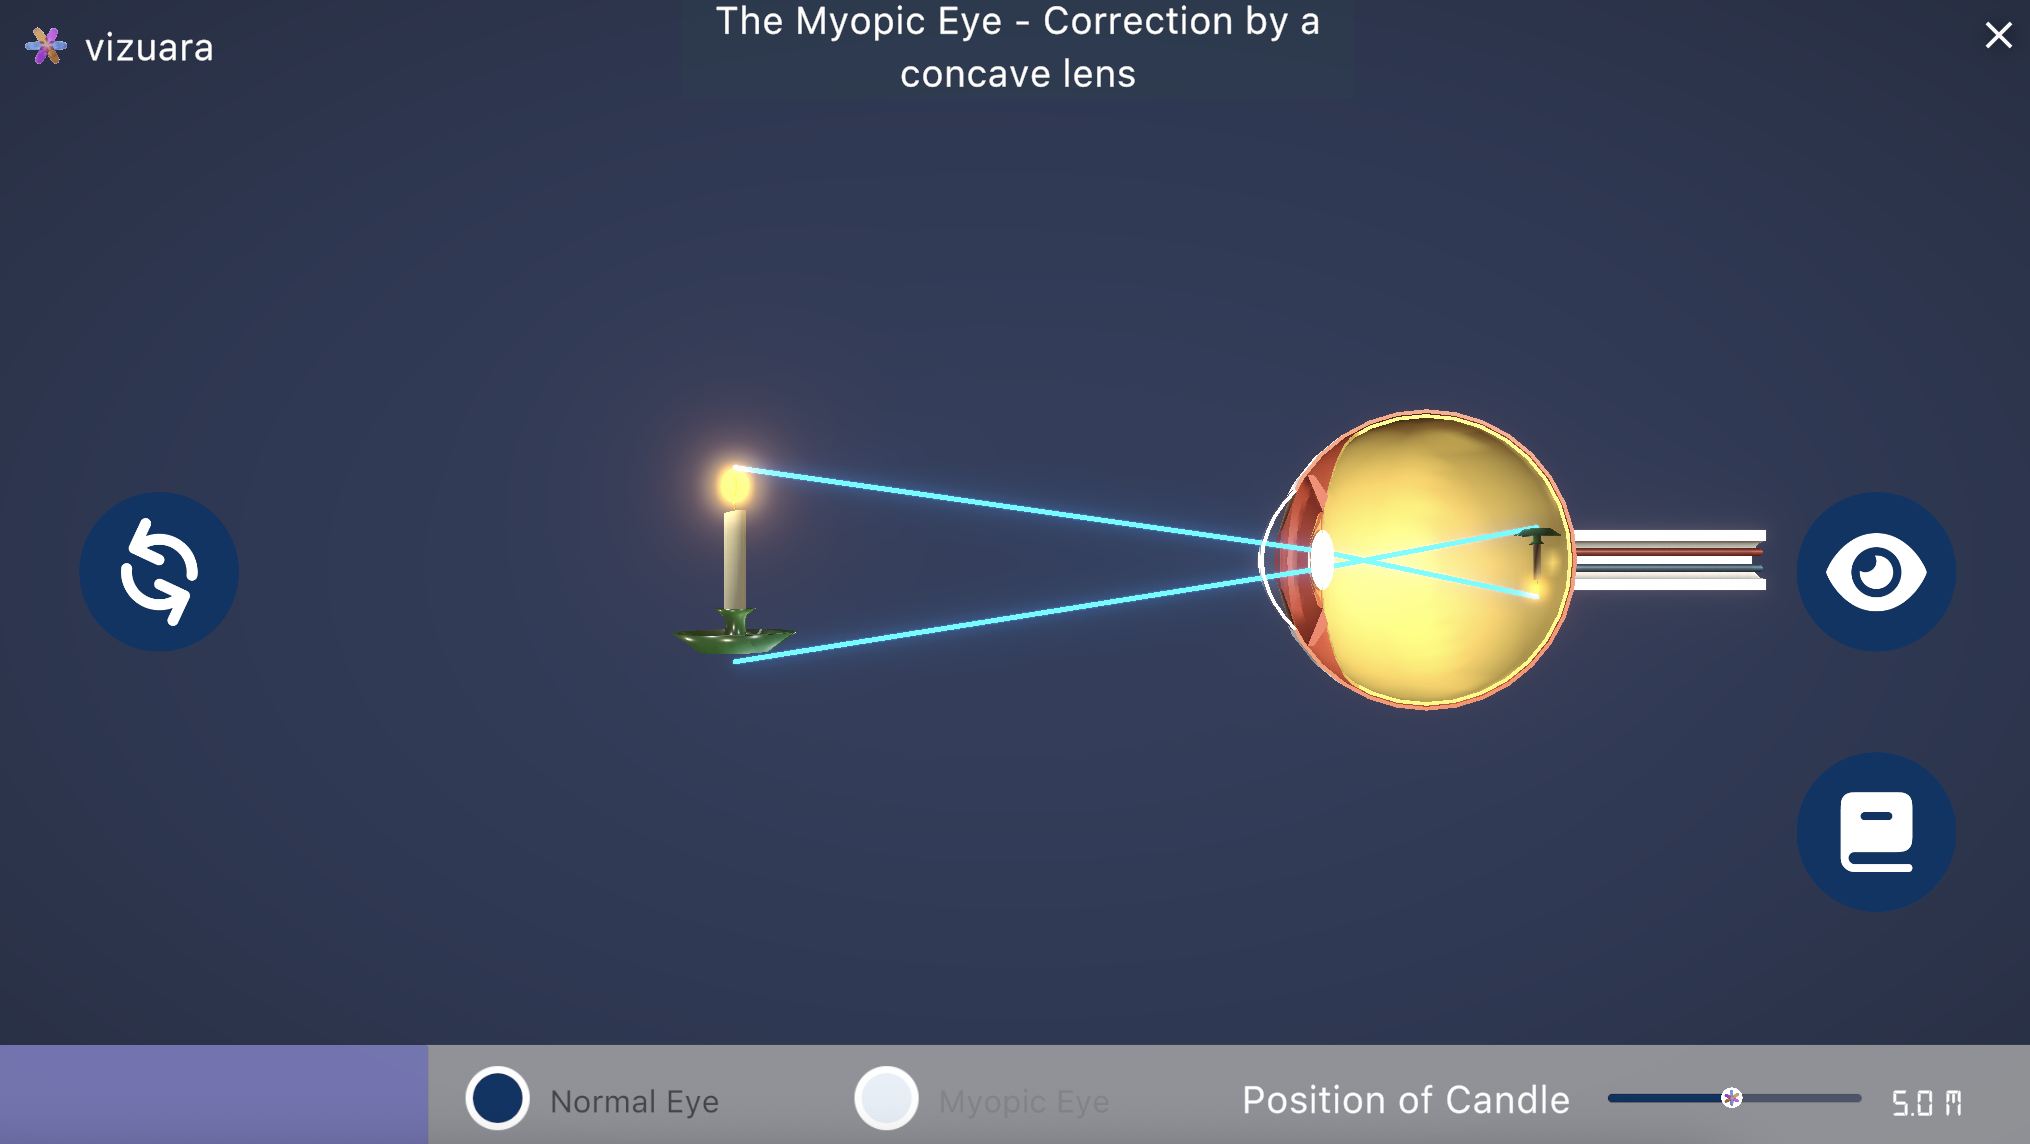 vizuara
The Myopic Eye - Correction by a
concave lens
Normal Eye
Myopic Eye
Position of Candle
5.0 M